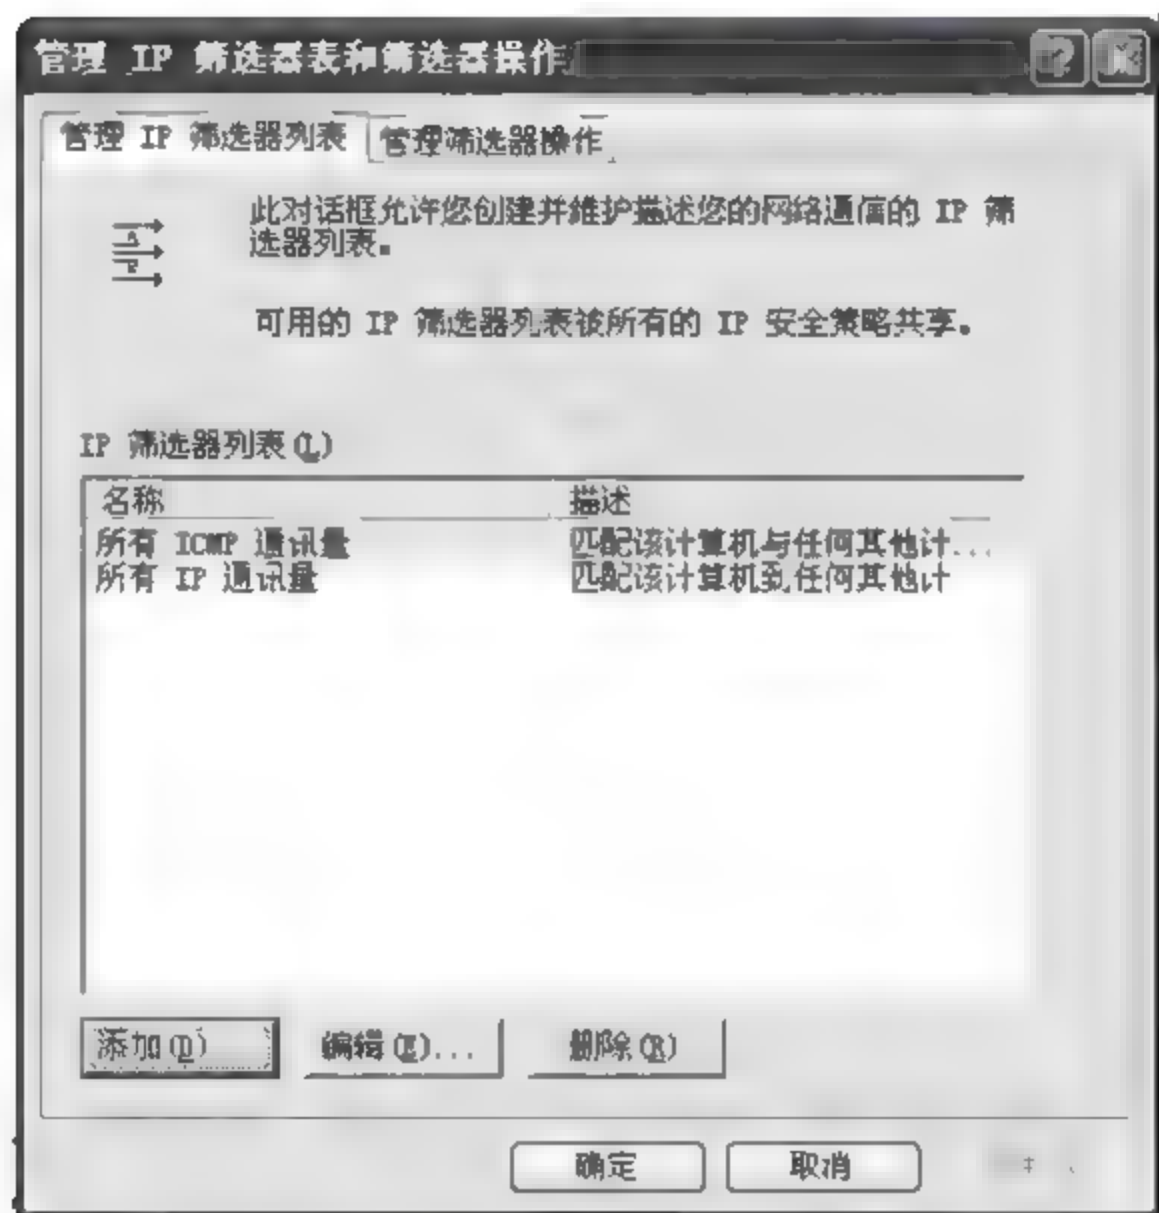 管理 IP 筛选器表和筛选器操作
管理 IP 筛选器列表
管理筛选器操作
此对话框允许您创建并维护描述您的网络通信的 IP 筛
选器列表。
可用的 IP 筛选器列表被所有的 IP 安全策略共享。
IP 筛选器列表(L)
名称 描述
所有 ICMP 通讯量 匹配该计算机与任何其他计...
所有 IP 通讯量 匹配该计算机到任何其他计
添加(D) 编辑(E)... 删除(R)
确定 取消